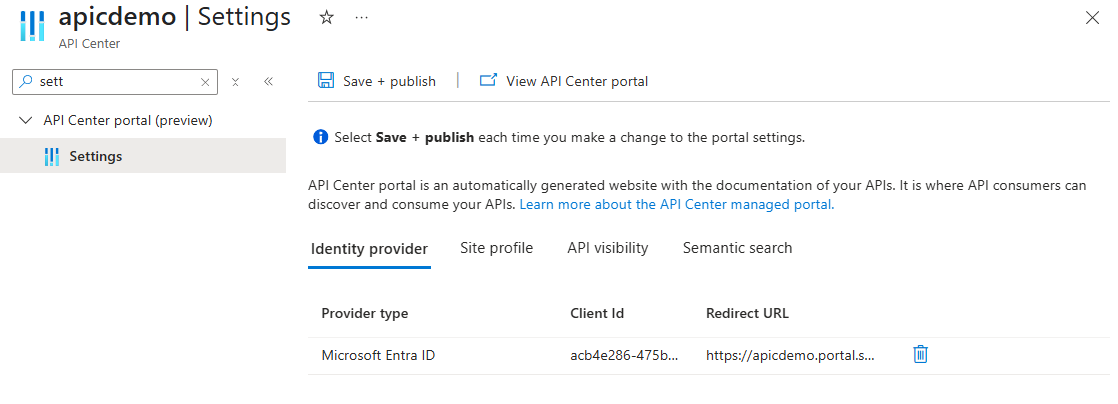 apicdemo | Settings
API Center
sett
API Center portal (preview)
Settings
Save + publish
View API Center portal
Select Save + publish each time you make a change to the portal settings.
API Center portal is an automatically generated website with the documentation of your APIs. It is where API consumers can
discover and consume your APIs. Learn more about the API Center managed portal.
Identity provider Site profile API visibility Semantic search
Provider type Client Id Redirect URL
Microsoft Entra ID acb4e286-475b... https://apicdemo.portal.s...